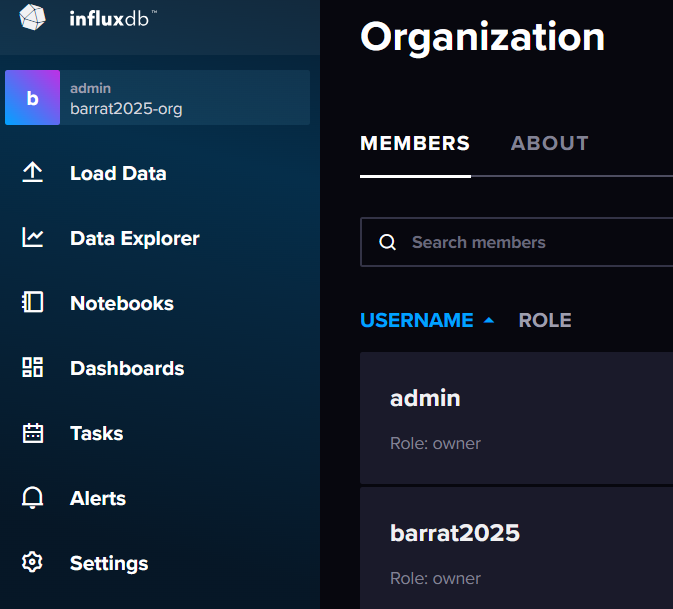 influxdb™
b
admin
barrat2025-org
Load Data
Data Explorer
Notebooks
Dashboards
Tasks
Alerts
Settings
Organization
MEMBERS ABOUT
Search members
USERNAME ROLE
admin
Role: owner
barrat2025
Role: owner